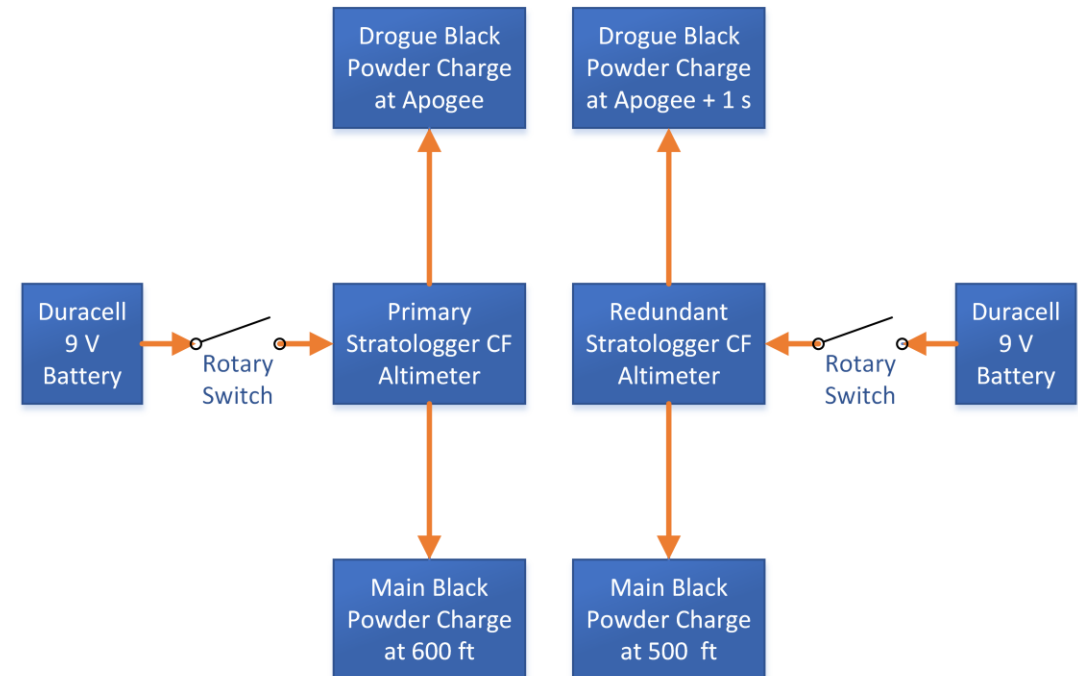 Drogue Black
Powder Charge
at Apogee
Drogue Black
Powder Charge
at Apogee + 1 s
Duracell
9 V
Battery
Rotary
Switch
Primary
Stratologger CF
Altimeter
Redundant
Stratologger CF
Altimeter
Rotary
Switch
Duracell
9 V
Battery
Main Black
Powder Charge
at 600 ft
Main Black
Powder Charge
at 500 ft